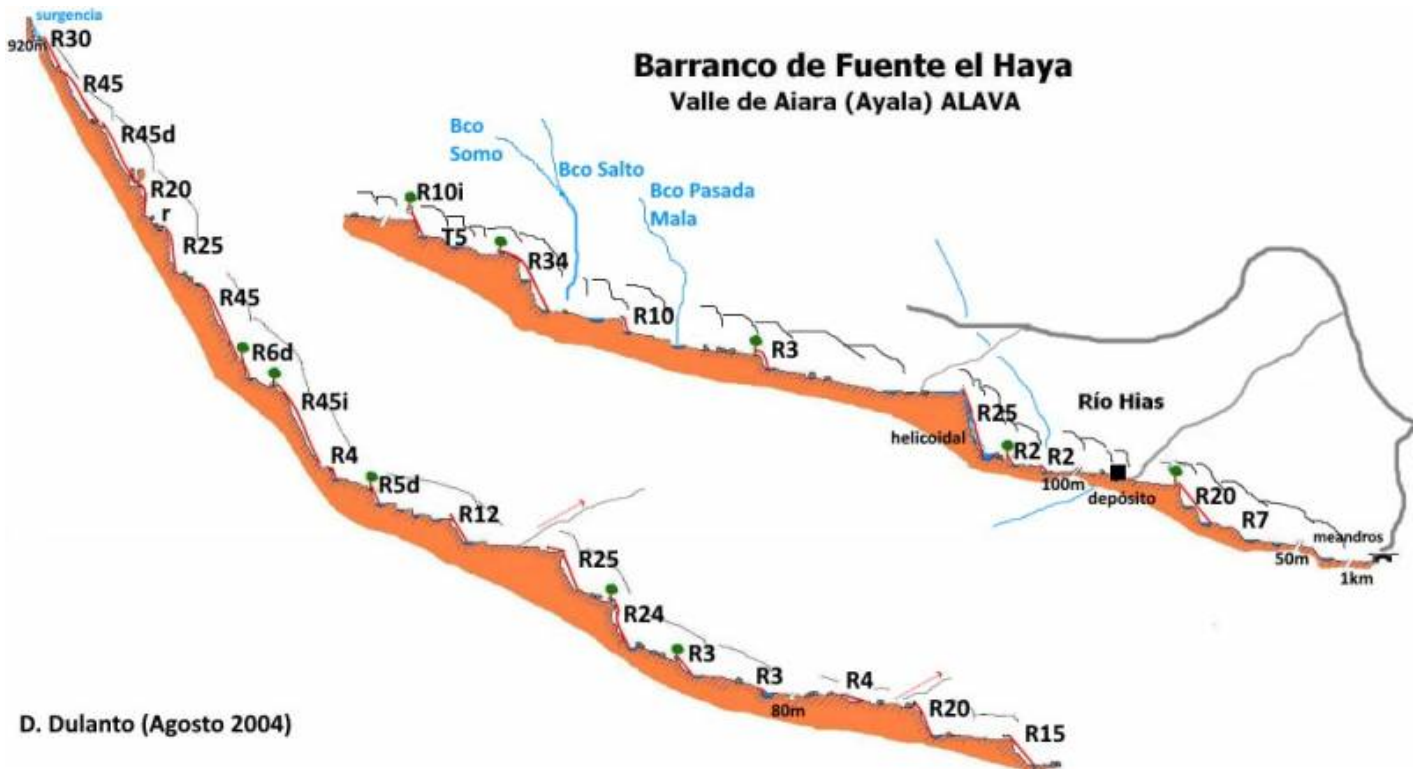 Barranco de Fuente el Haya
Valle de Aiara (Ayala) ALAVA
surgencia
920m
R30
R45
R45d
R20
r
R25
R45
R6d
R45i
R4
R5d
R12
R25
R24
R3
R3
80m
R4
R20
R15
R10i
T5
R34
Bco
Somo
Bco Salto
Bco Pasada
Mala
R10
R3
helicoidal
R25
R2
R2
100m
Río Hias
depósito
R20
R7
50m
meandros
1km
D. Dulanto (Agosto 2004)